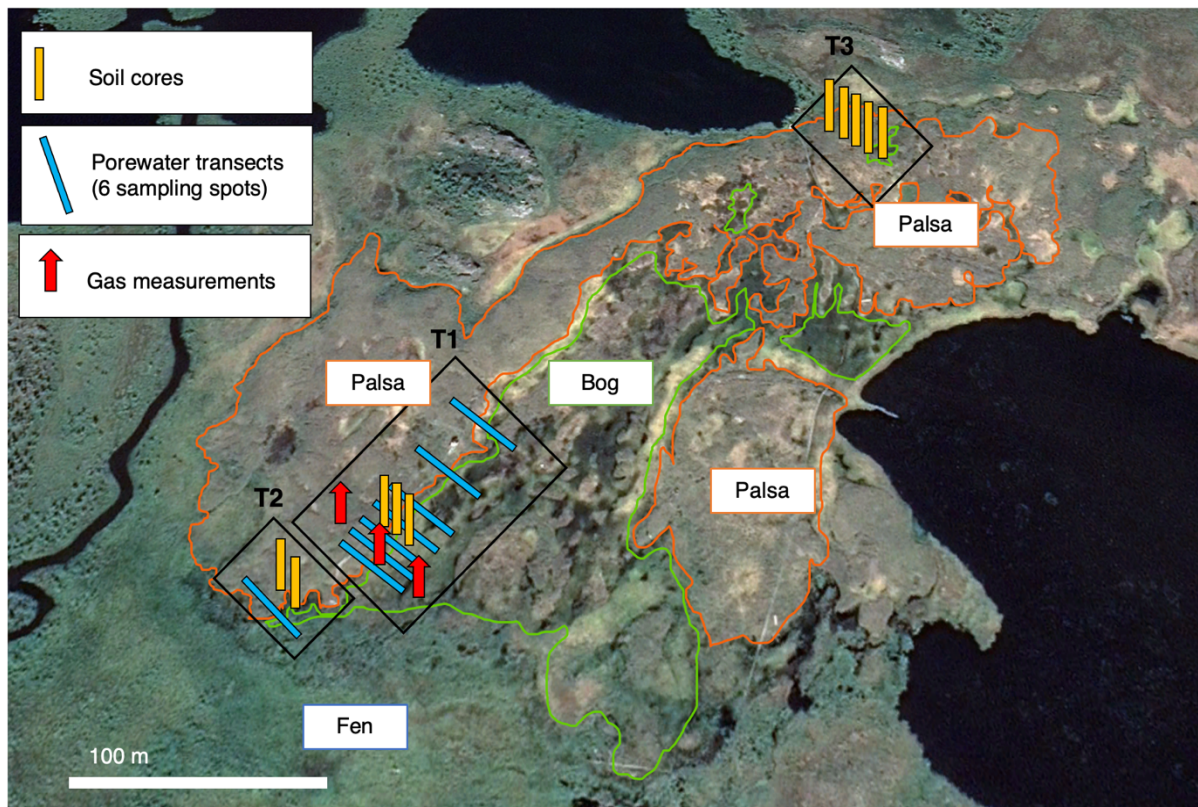 Soil cores
Porewater transects
(6 sampling spots)
Gas measurements
T3
Palsa
T1
Palsa
Bog
Palsa
T2
Fen
100 m